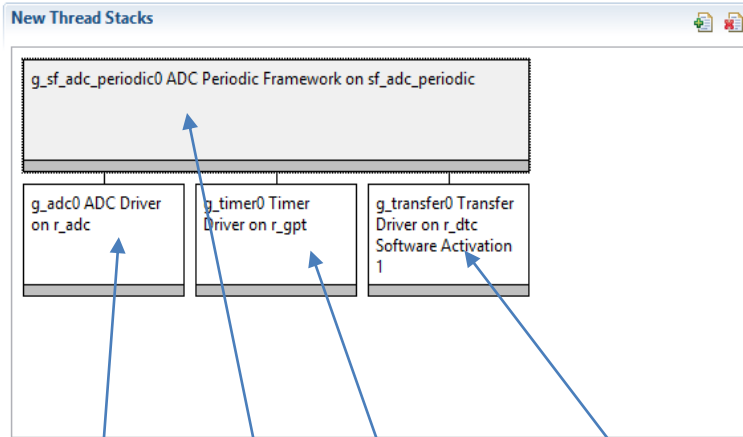 New Thread Stacks
g_sf_adc_periodic0 ADC Periodic Framework on sf_adc_periodic
g_adc0 ADC Driver
on r_adc
g_timer0 Timer
Driver on r_gpt
g_transfer0 Transfer
Driver on r_dtc
Software Activation
1